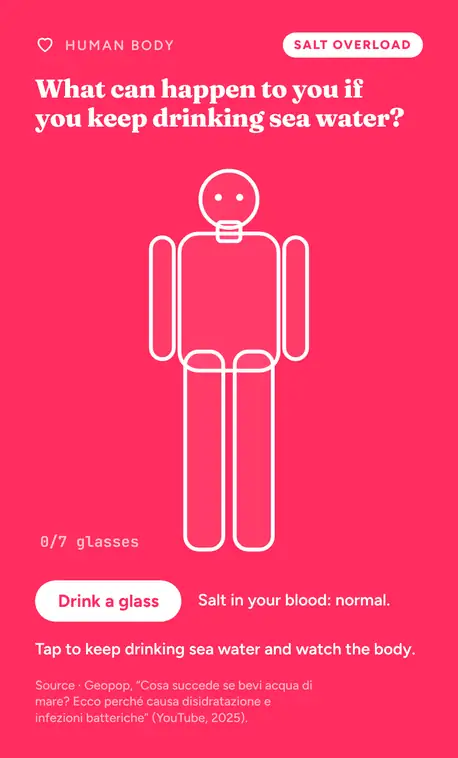 HUMAN BODY
SALT OVERLOAD
What can happen to you if
you keep drinking sea water?
0/7 glasses
Drink a glass
Salt in your blood: normal.
Tap to keep drinking sea water and watch the body.
Source · Geopop, “Cosa succede se bevi acqua di
mare? Ecco perché causa disidratazione e
infezioni batteriche” (YouTube, 2025).